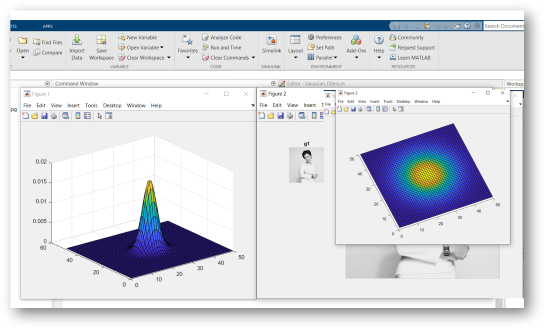 APPS
Search Document
Open
Find Files
Compare
Import Data
Save Workspace
New Variable
Open Variable
Clear Workspace
Favorites
Analyze Code
Run and Time
Clear Commands
Simulink
Layout
Preferences
Set Path
Parallel
Add-Ons
Help
Community
Request Support
Learn MATLAB
VARIABLE
CODE
SIMULINK
ENVIRONMENT
RESOURCES
Command Window
Editor - Gaussian_filters.m
Worksp
Figure 1
File Edit View Insert Tools Desktop Window Help
0.02
0.015
0.01
0.005
0
60
40
20
0
0
10
20
30
40
50
Figure 2
File Edit View Insert
g1
File Edit View Insert Tools Desktop Window Help
50
40
30
20
10
0
0
10
20
30
40
50